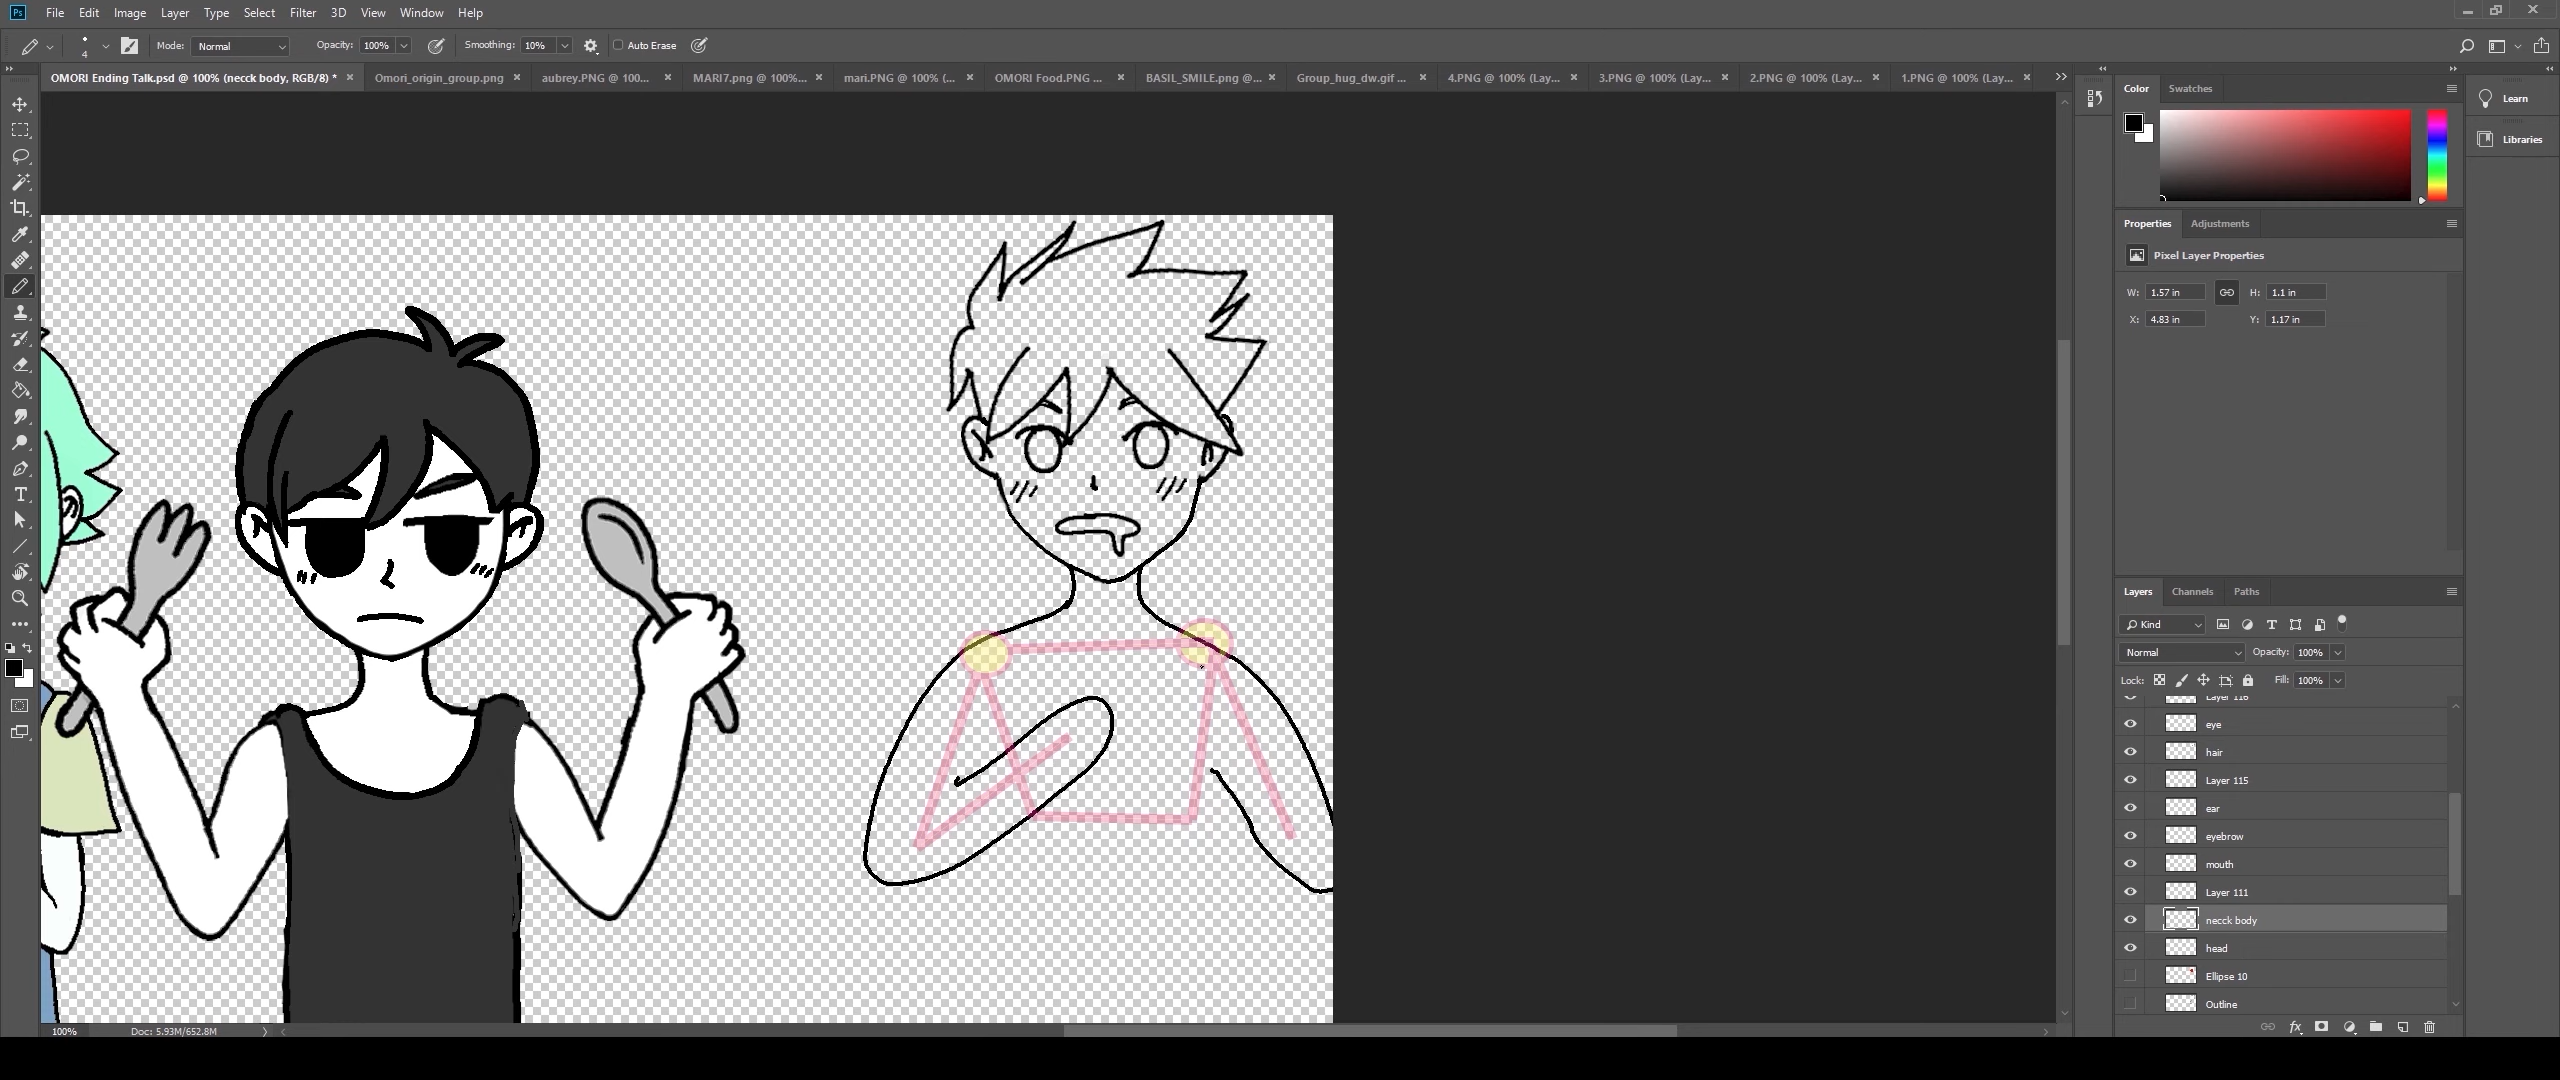 Ps File Edit Image Layer Type Select Filter 3D View Window Help
4 Mode: Normal Opacity: 100% Smoothing: 10% Auto Erase
OMORI Ending Talk.psd @ 100% (necck body, RGB/8) * × Omori_origin_group.png × aubrey.PNG @ 100... × MARI7.png @ 100%... × mari.PNG @ 100% (... × OMORI Food.PNG ... × BASIL_SMILE.png @... × Group_hug_dw.gif ... × 4.PNG @ 100% (Lay... × 3.PNG @ 100% (Lay... × 2.PNG @ 100% (Lay... × 1.PNG @ 100% (Lay... ×
Color Swatches
Learn
Libraries
Properties Adjustments
Pixel Layer Properties
W: 1.57 in H: 1.1 in
X: 4.83 in Y: 1.17 in
Layers Channels Paths
Kind
Normal Opacity: 100%
Lock: Fill: 100%
Layer 116
eye
hair
Layer 115
ear
eyebrow
mouth
Layer 111
necck body
head
Ellipse 10
Outline
100% Doc: 5.93M/652.8M
fx